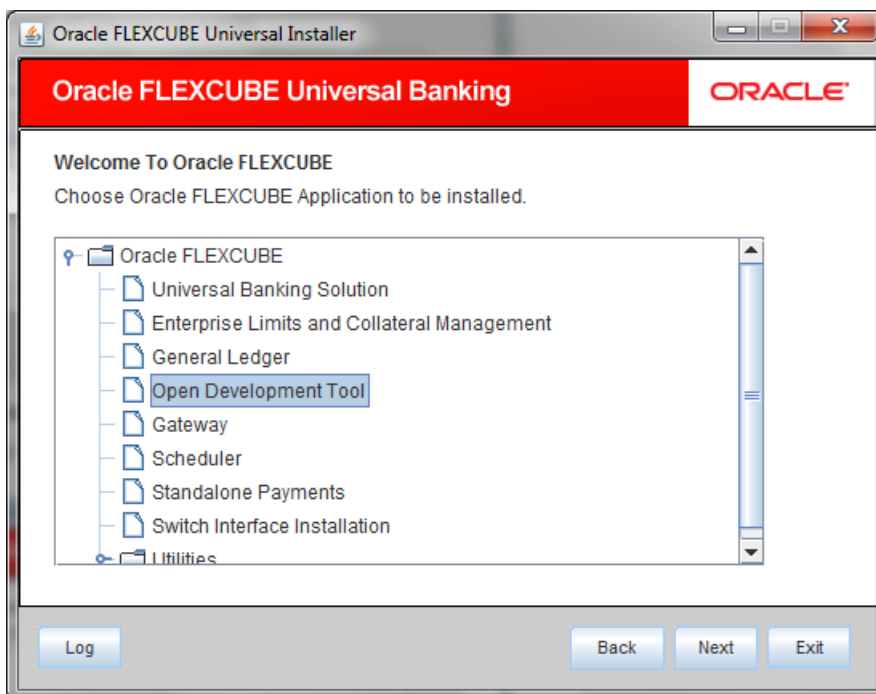 Oracle FLEXCUBE Universal Installer
Oracle FLEXCUBE Universal Banking
ORACLE
Welcome To Oracle FLEXCUBE
Choose Oracle FLEXCUBE Application to be installed.
Oracle FLEXCUBE
Universal Banking Solution
Enterprise Limits and Collateral Management
General Ledger
Open Development Tool
Gateway
Scheduler
Standalone Payments
Switch Interface Installation
Utilities
Log Back Next Exit